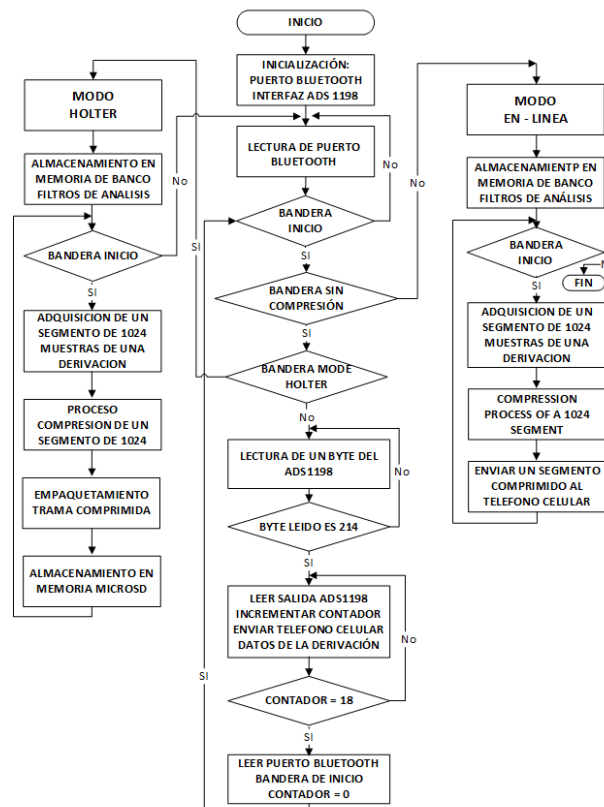 INICIO
INICIALIZACIÓN:
PUERTO BLUETOOTH
INTERFAZ ADS 1198
LECTURA DE PUERTO
BLUETOOTH
BANDERA
INICIO
No
SI
BANDERA SIN
COMPRESIÓN
No
SI
BANDERA MODE
HOLTER
SI
No
LECTURA DE UN BYTE DEL
ADS1198
BYTE LEIDO ES 214
No
SI
LEER SALIDA ADS1198
INCREMENTAR CONTADOR
ENVIAR TELEFONO CELULAR
DATOS DE LA DERIVACIÓN
CONTADOR = 18
No
SI
LEER PUERTO BLUETOOTH
BANDERA DE INICIO
CONTADOR = 0
SI
MODO
HOLTER
ALMACENAMIENTO EN
MEMORIA DE BANCO
FILTROS DE ANALISIS
BANDERA INICIO
No
SI
ADQUISICION DE UN
SEGMENTO DE 1024
MUESTRAS DE UNA
DERIVACION
PROCESO
COMPRESION DE UN
SEGMENTO DE 1024
EMPAQUETAMIENTO
TRAMA COMPRIMIDA
ALMACENAMIENTO EN
MEMORIA MICROSD
MODO
EN - LINEA
ALMACENAMIENTP EN
MEMORIA DE BANCO
FILTROS DE ANÁLISIS
BANDERA
INICIO
FIN
SI
ADQUISICION DE UN
SEGMENTO DE 1024
MUESTRAS DE UNA
DERIVACION
COMPRESSION
PROCESS OF A 1024
SEGMENT
ENVIAR UN SEGMENTO
COMPRIMIDO AL
TELEFONO CELULAR